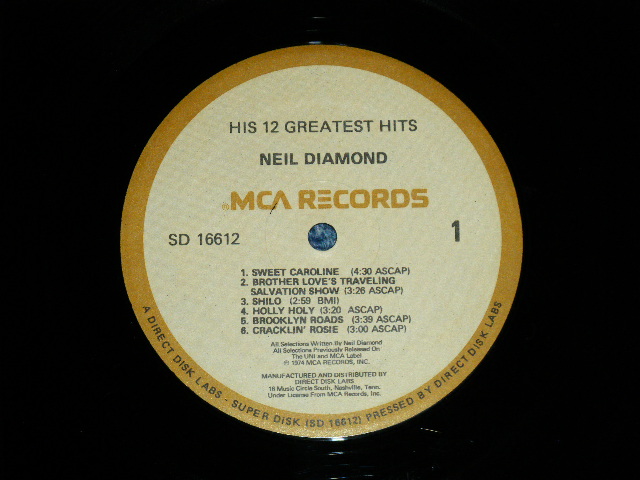 HIS 12 GREATEST HITS
NEIL DIAMOND
MCA RECORDS
SD 16612
1
1. SWEET CAROLINE (4:30 ASCAP)
2. BROTHER LOVE'S TRAVELING
SALVATION SHOW (3:26 ASCAP)
3. SHILO (2:59 BMI)
4. HOLLY HOLY (3:20 ASCAP)
5. BROOKLYN ROADS (3:39 ASCAP)
6. CRACKLIN' ROSIE (3:00 ASCAP)
All Selections Written By Neil Diamond
All Selections Previously Released On
The UNI and MCA Label
℗ 1974 MCA RECORDS, INC.
MANUFACTURED AND DISTRIBUTED BY
DIRECT DISK LABS
16 Music Circle South, Nashville, Tenn.
Under License From MCA Records, Inc.
A DIRECT DISK LABS - SUPER DISK (SD 16612) PRESSED BY DIRECT DISK LABS